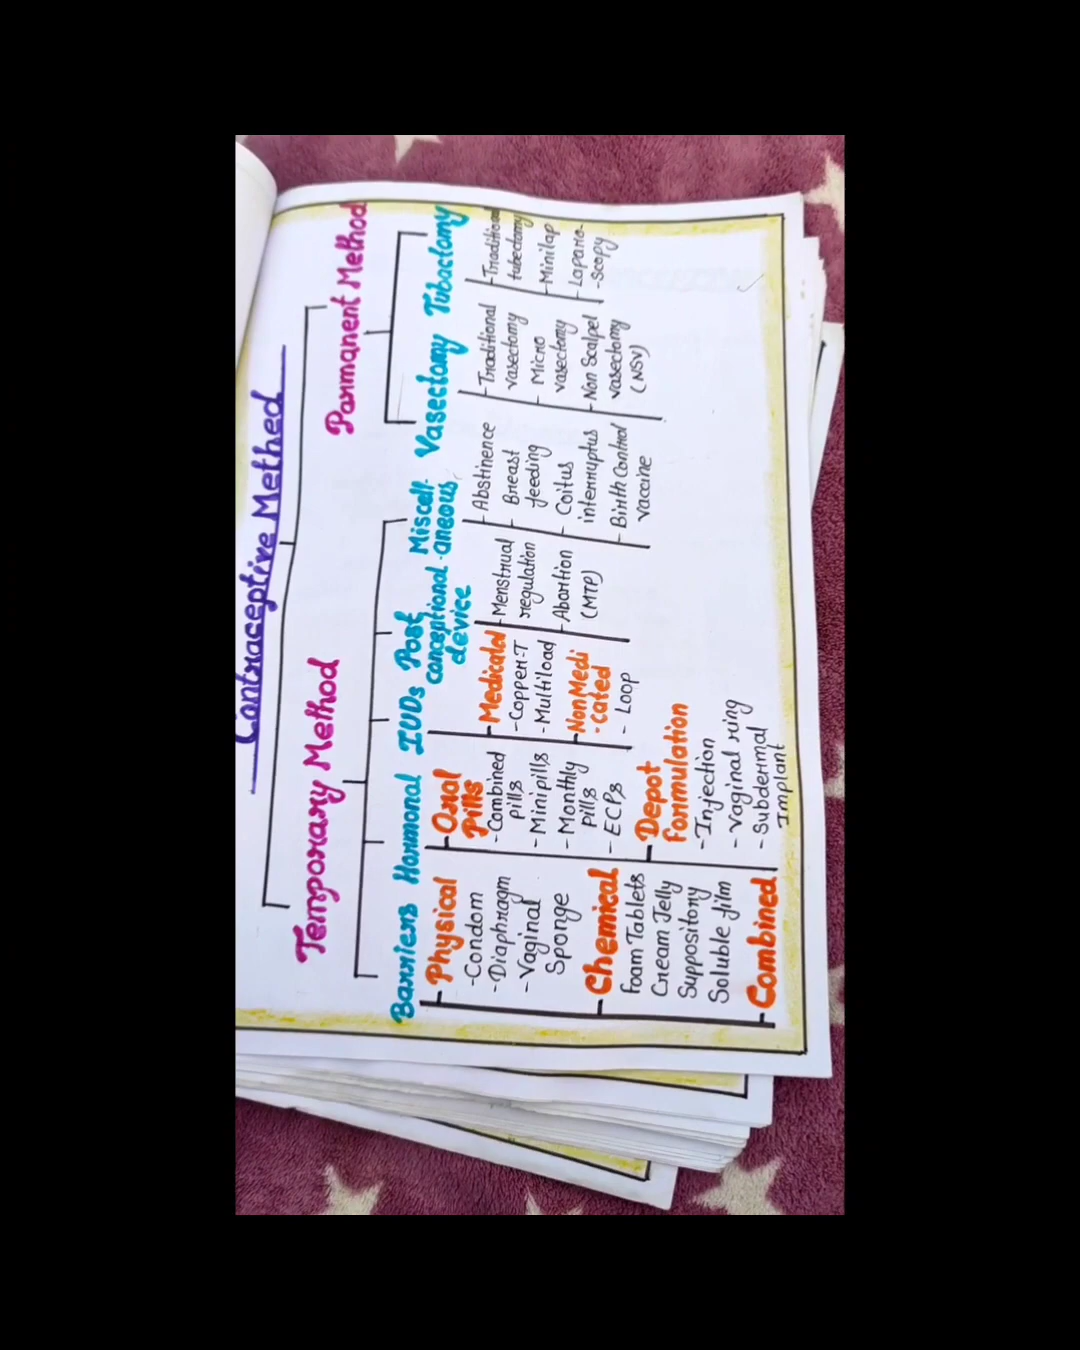 Contraceptive Methed
Temporary Method
Parmanent Method
Barriers
Hormonal
IUDs
Post
conceptional
device
Miscell-
-aneous
Vasectomy
Tubactomy
Physical
-Condom
-Diaphragm
-Vaginal
Sponge
Chemical
Foam Tablets
Cream Jelly
Suppository
Soluble film
Combined
Oral
Pills
-Combined
pills
-Minipills
-Monthly
pills
-ECPs
Depot
formulation
-Injection
-Vaginal ring
-Subdermal
Implant
Medicatd
-Copper-T
-Multiload
Non Medi
-cated
- Loop
Menstrual
regulation
Abortion
(MTP)
Abstinence
Breast
feeding
Coitus
interruptus
Birth Control
vaccine
Traditional
vasectomy
Micro
vasectomy
Non Scalpel
vasectomy
(NSV)
Traditional
tubectomy
Minilap
Laparo-
-scopy